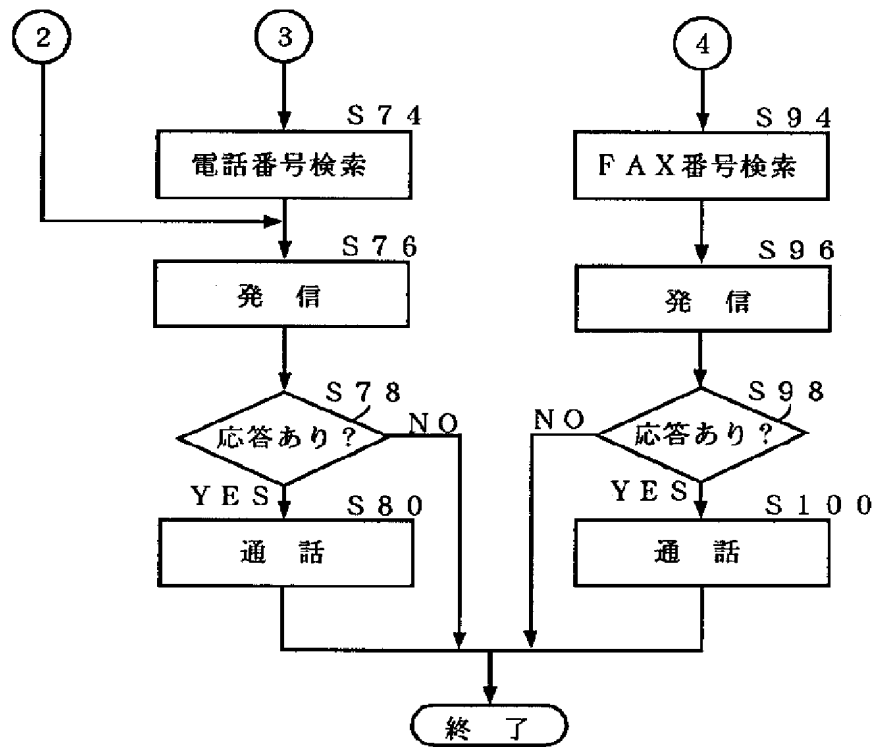 2
3
4
S74
電話番号検索
S94
FAX番号検索
S76
発 信
S96
発 信
S78
応答あり?
NO
S98
応答あり?
NO
YES
S80
通 話
YES
S100
通 話
終 了